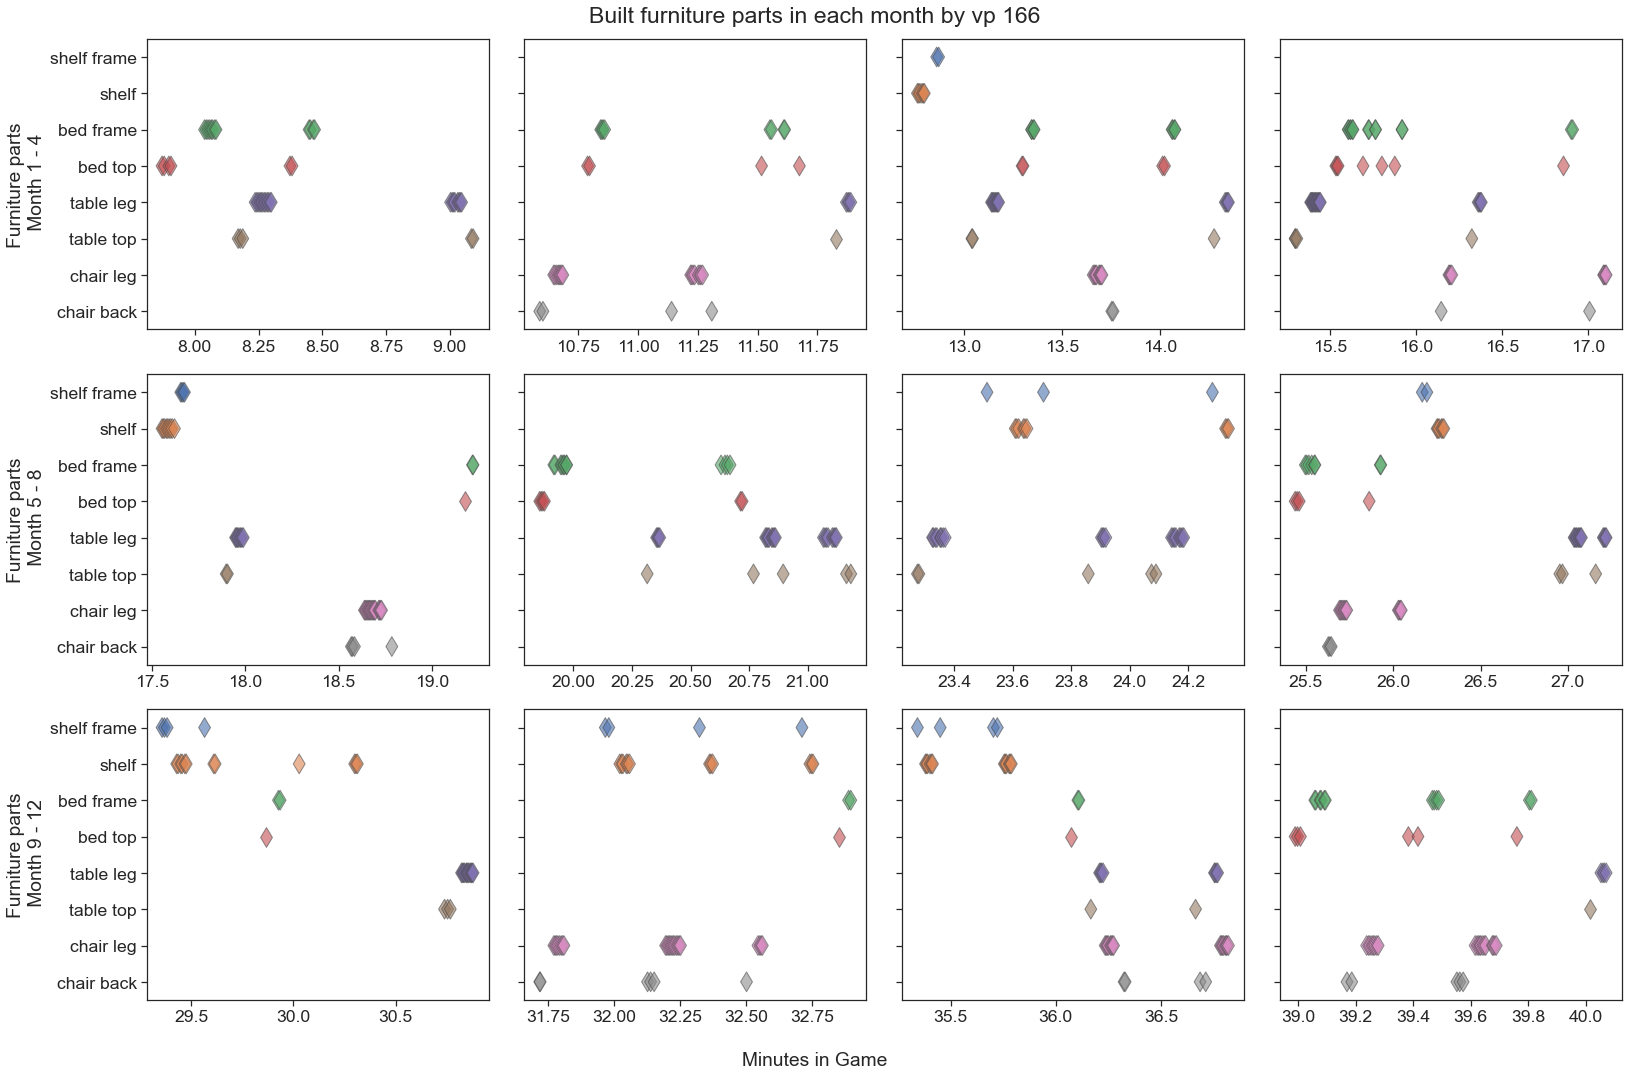 Built furniture parts in each month by vp 166
Furniture parts
Month 1 - 4
shelf frame
shelf
bed frame
bed top
table leg
table top
chair leg
chair back
8.00 8.25 8.50 8.75 9.00
10.75 11.00 11.25 11.50 11.75
13.0 13.5 14.0
15.5 16.0 16.5 17.0
Furniture parts
Month 5 - 8
shelf frame
shelf
bed frame
bed top
table leg
table top
chair leg
chair back
17.5 18.0 18.5 19.0
20.00 20.25 20.50 20.75 21.00
23.4 23.6 23.8 24.0 24.2
25.5 26.0 26.5 27.0
Furniture parts
Month 9 - 12
shelf frame
shelf
bed frame
bed top
table leg
table top
chair leg
chair back
29.5 30.0 30.5
31.75 32.00 32.25 32.50 32.75
35.5 36.0 36.5
39.0 39.2 39.4 39.6 39.8 40.0
Minutes in Game